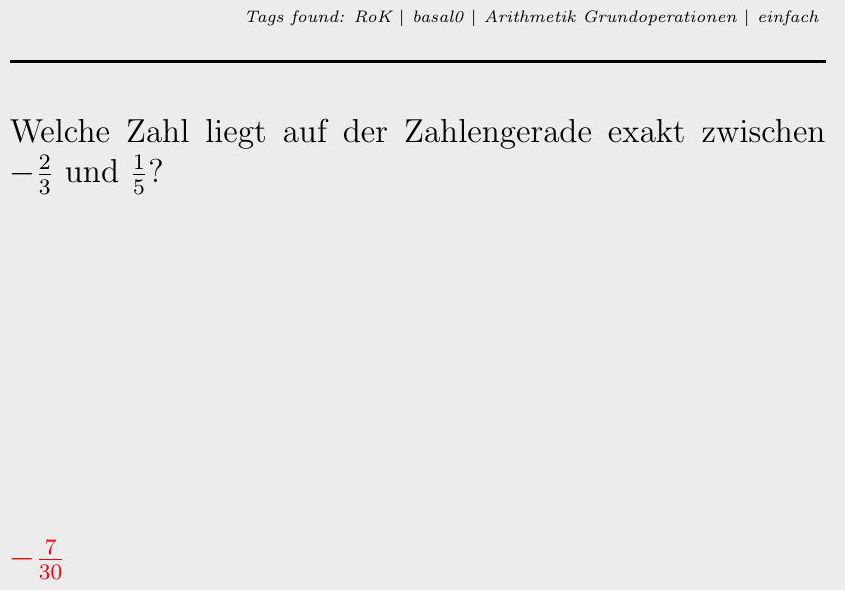 Tags found: RoK | basal0 | Arithmetik Grundoperationen | einfach
Welche Zahl liegt auf der Zahlengerade exakt zwischen
$-\frac{2}{3}$ und $\frac{1}{5}$?
$-\frac{7}{30}$